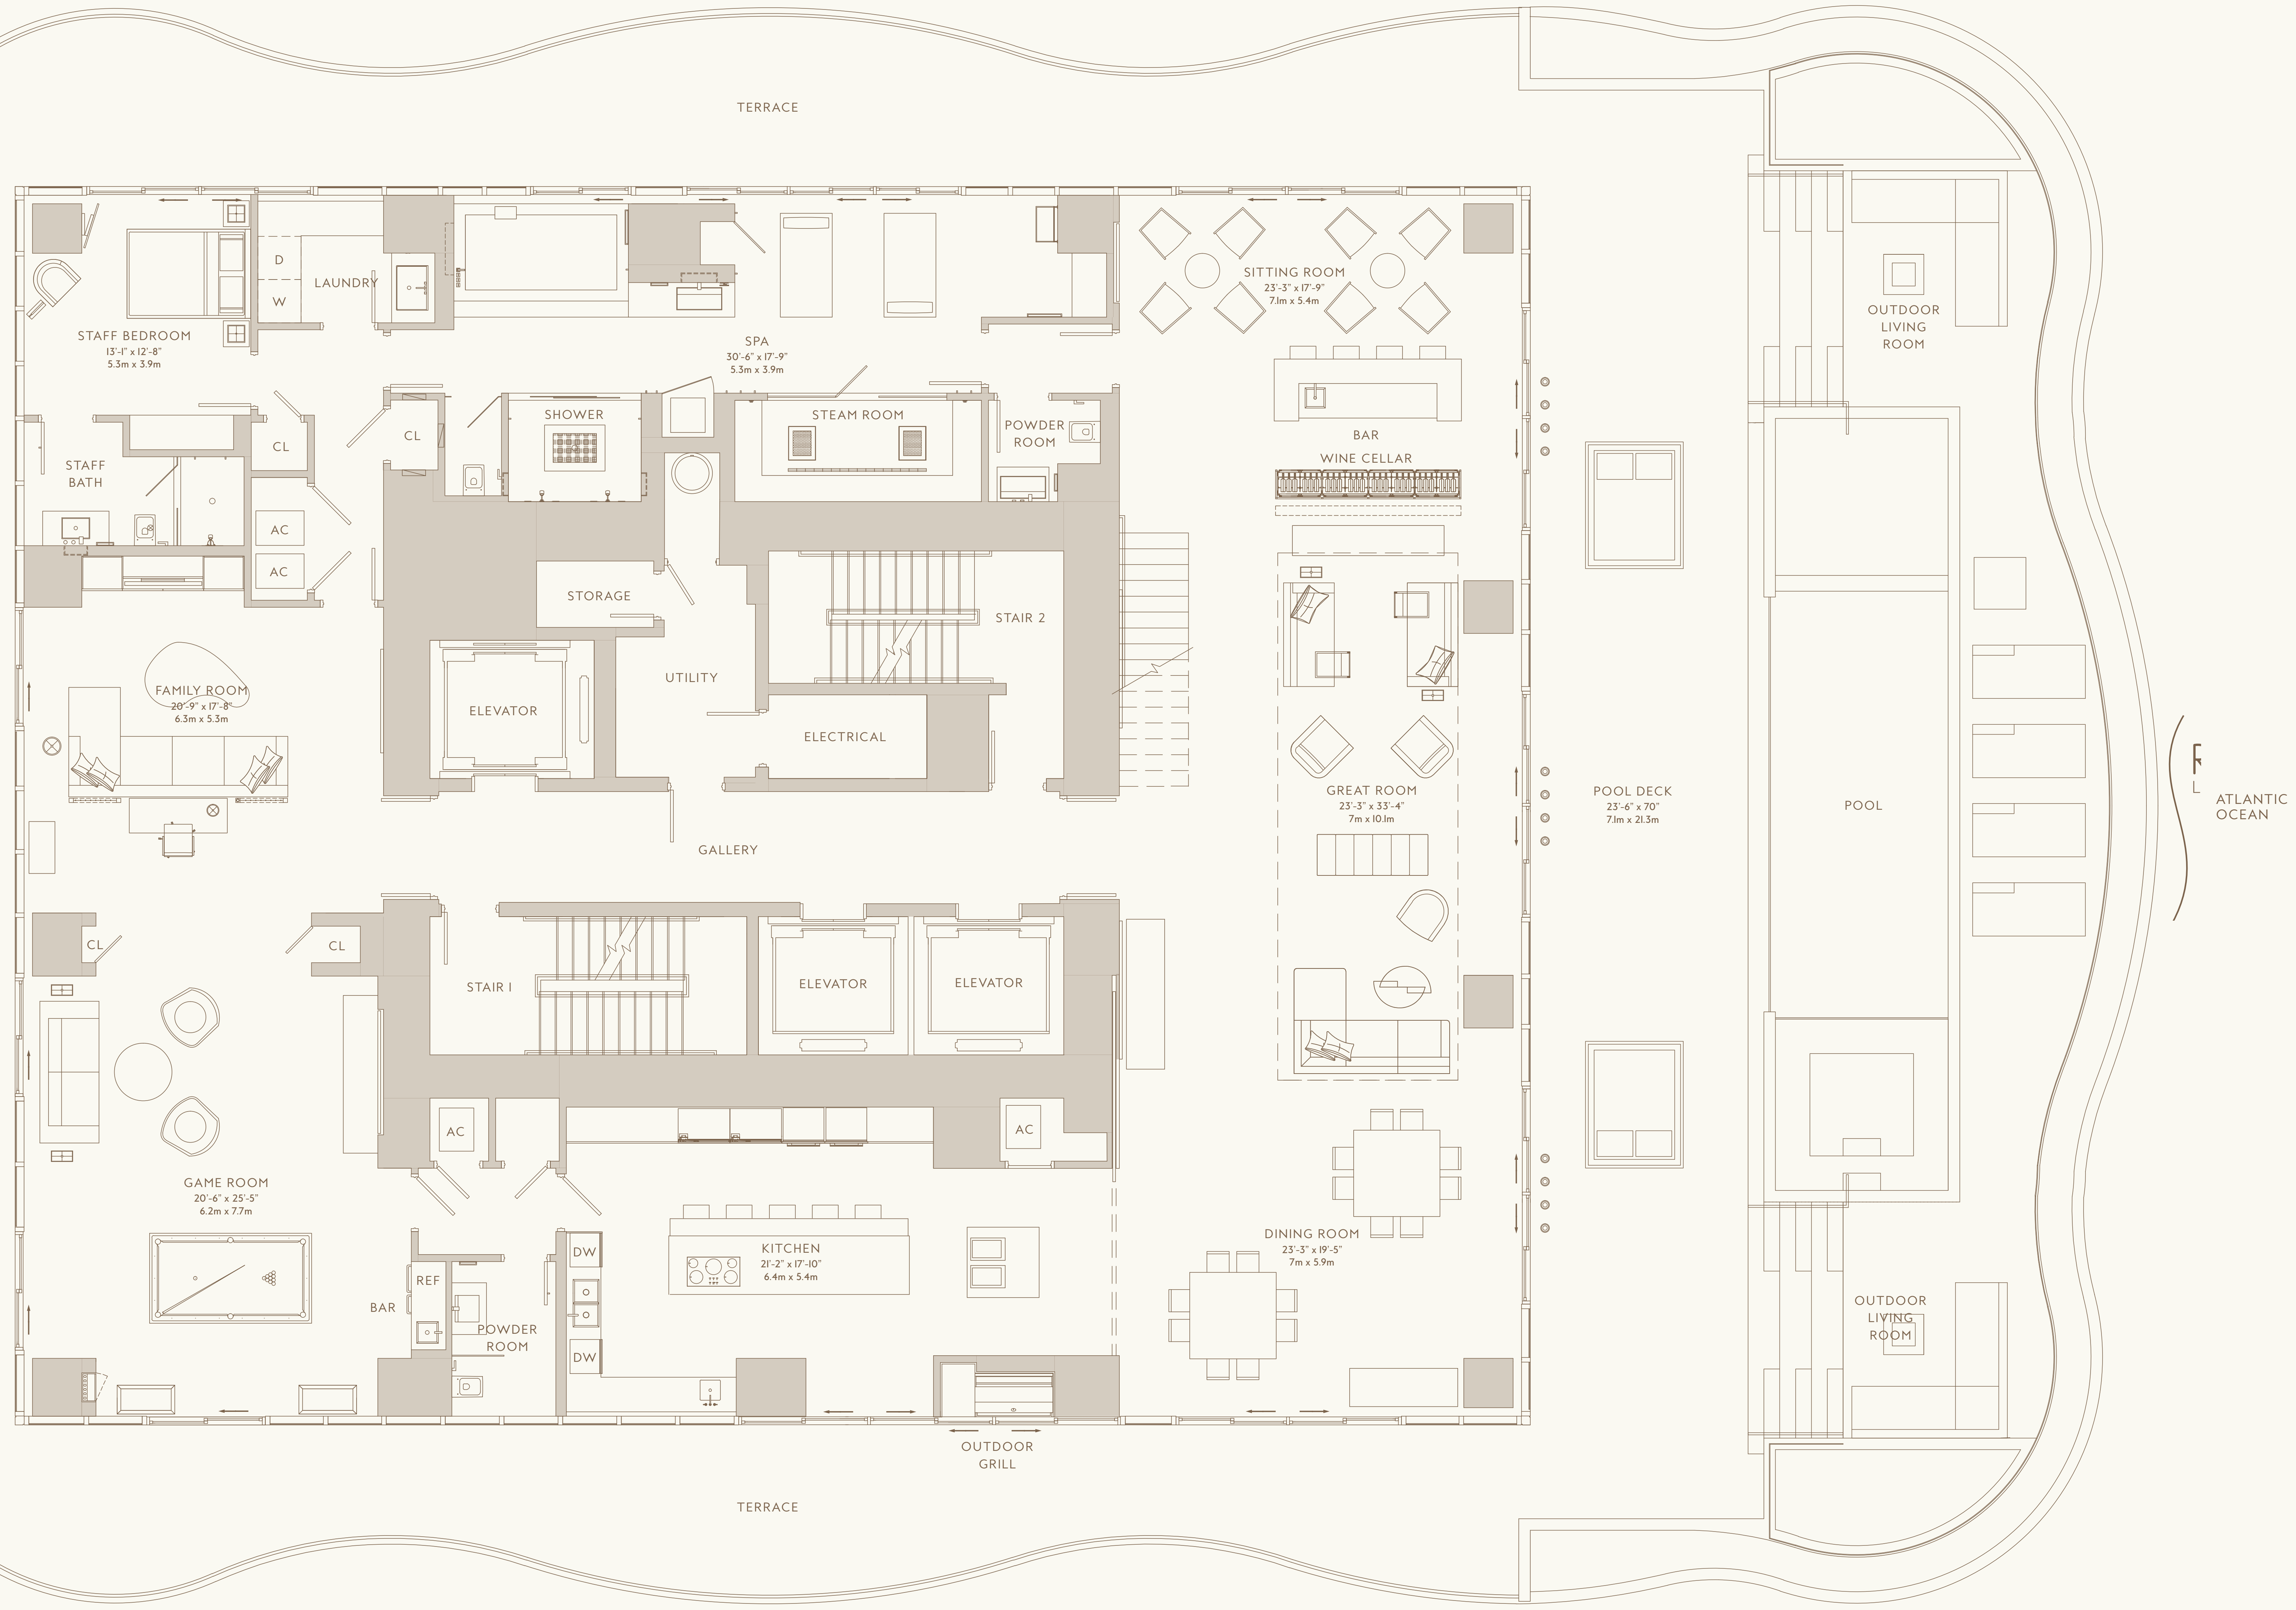 TERRACE
D
W
LAUNDRY
STAFF BEDROOM
13'-1" x 12'-8"
5.3m x 3.9m
SPA
30'-6" x 17'-9"
5.3m x 3.9m
SITTING ROOM
23'-3" x 17'-9"
7.1m x 5.4m
OUTDOOR
LIVING
ROOM
BAR
WINE CELLAR
CL
CL
SHOWER
STEAM ROOM
POWDER
ROOM
STAFF
BATH
AC
AC
STORAGE
STAIR 2
UTILITY
ELEVATOR
ELECTRICAL
FAMILY ROOM
20'-9" x 17'-8"
6.3m x 5.3m
GREAT ROOM
23'-3" x 33'-4"
7m x 10.1m
POOL DECK
23'-6" x 70"
7.1m x 21.3m
POOL
ATLANTIC
OCEAN
GALLERY
CL
CL
STAIR 1
ELEVATOR
ELEVATOR
AC
AC
GAME ROOM
20'-6" x 25'-5"
6.2m x 7.7m
BAR
REF
POWDER
ROOM
DW
DW
KITCHEN
21'-2" x 17'-10"
6.4m x 5.4m
DINING ROOM
23'-3" x 19'-5"
7m x 5.9m
OUTDOOR
LIVING
ROOM
OUTDOOR
GRILL
TERRACE